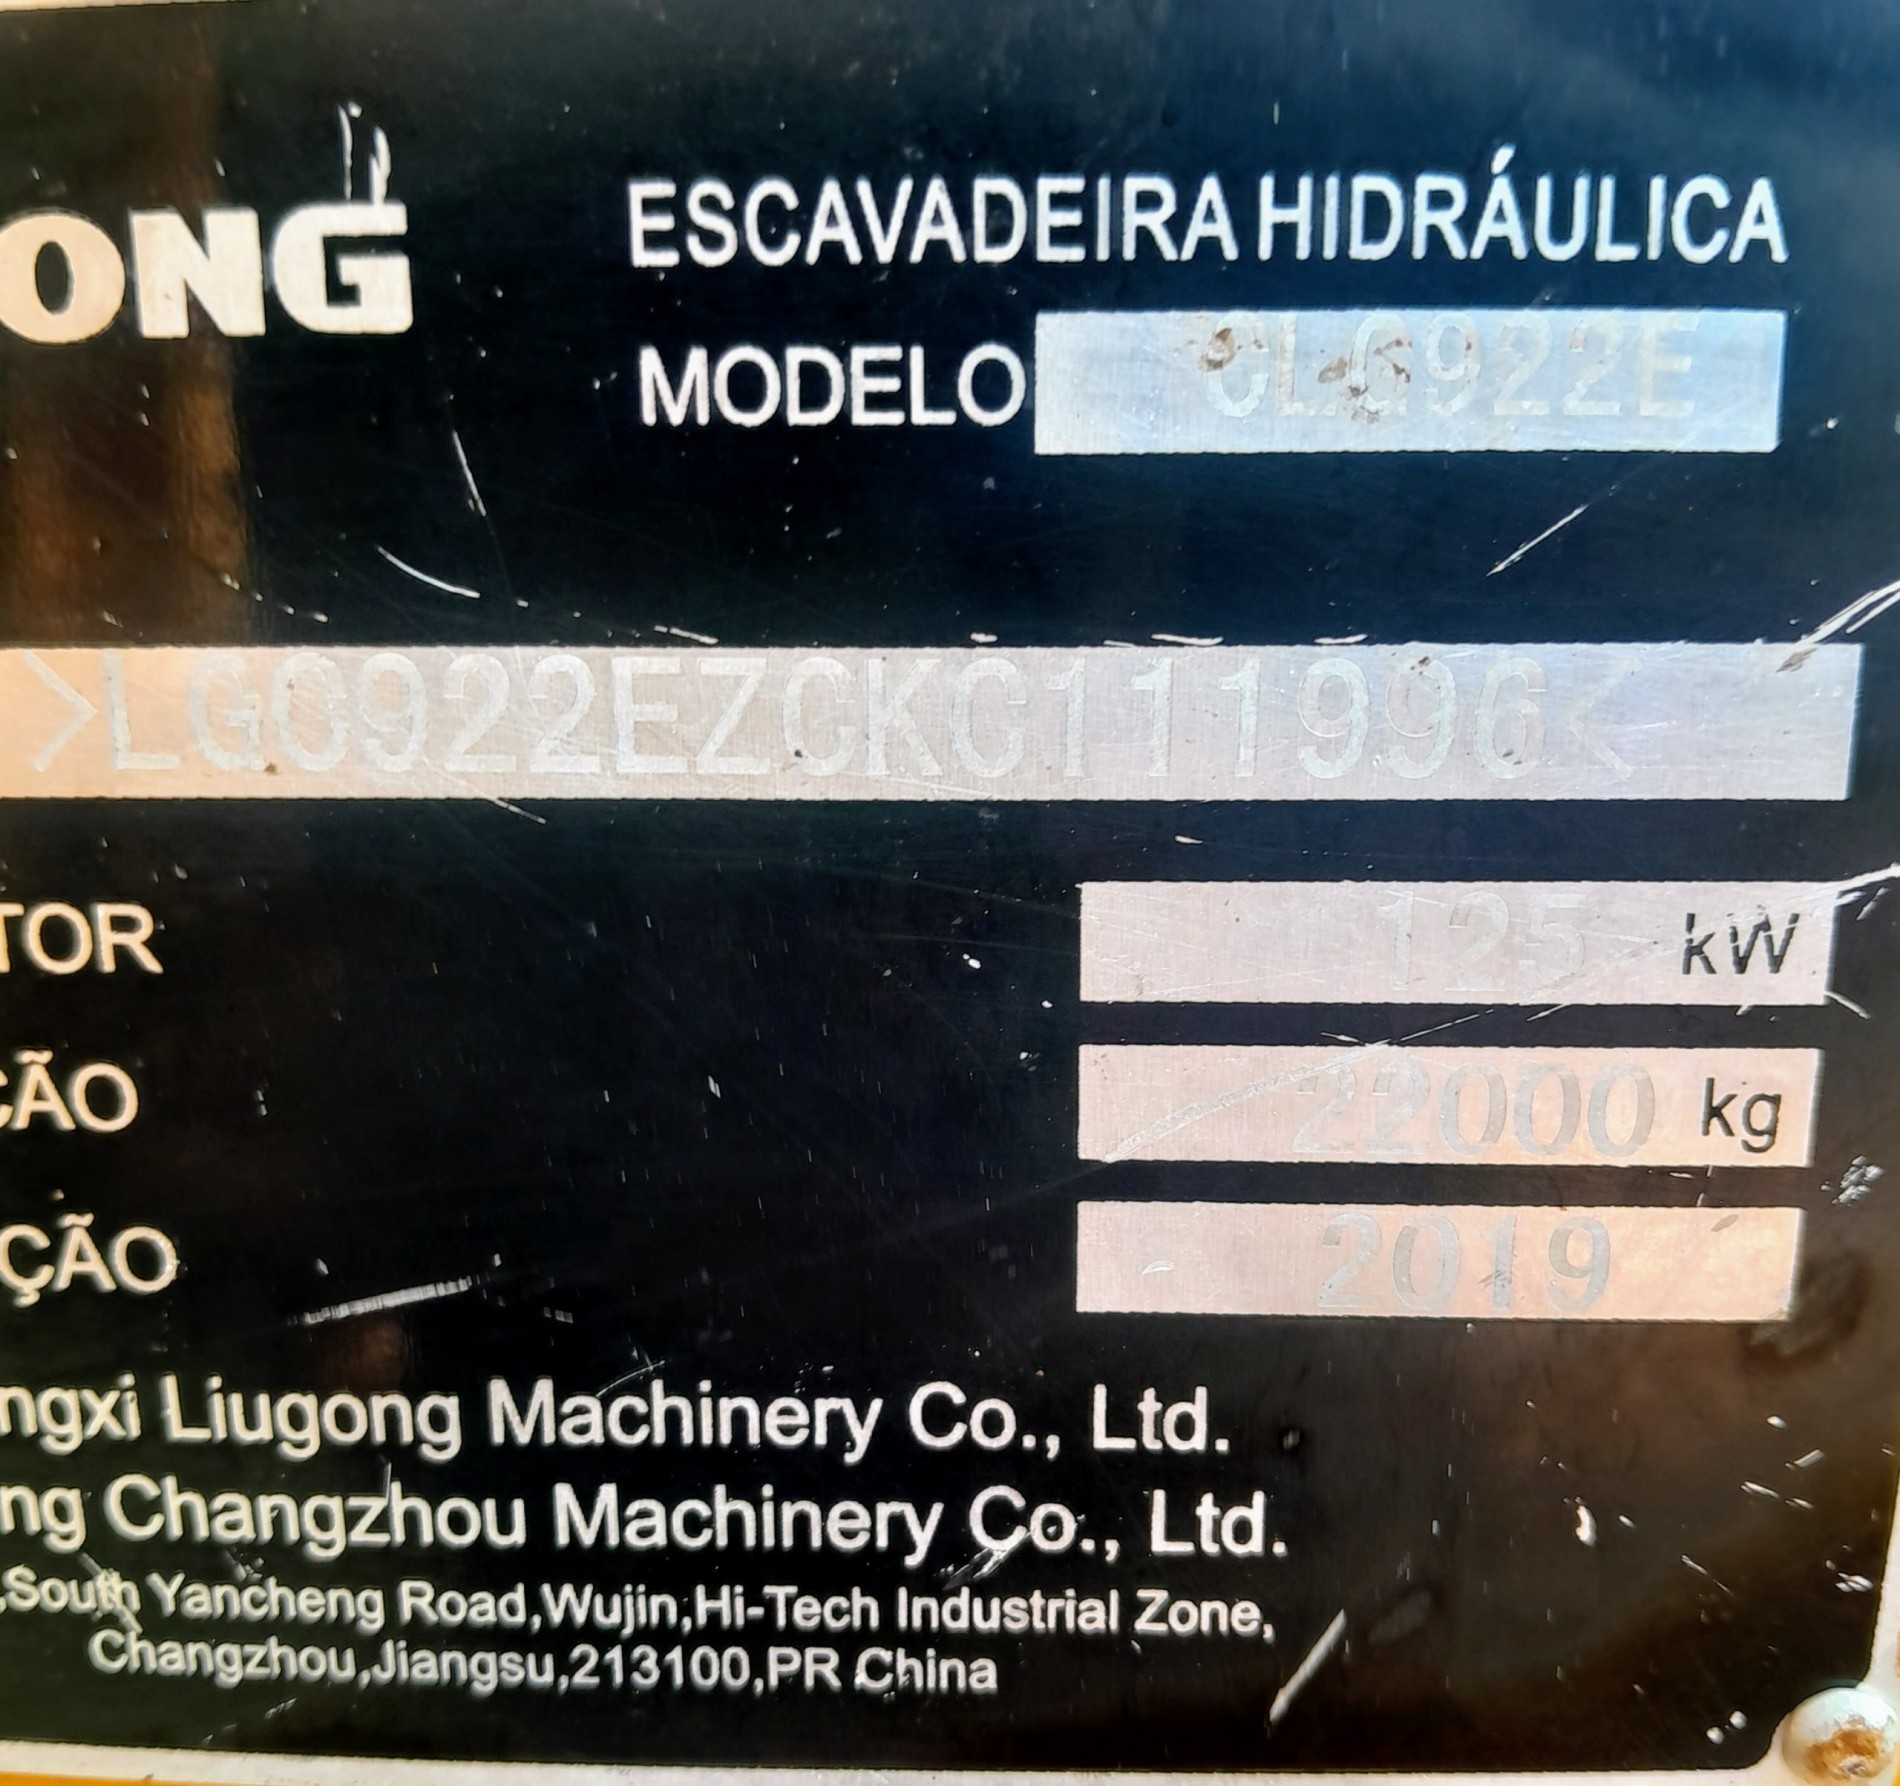 ONG
ESCAVADEIRA HIDRÁULICA
MODELO CLG922E
>LGC922EZCKC111996<
TOR 125 kW
ÇÃO 22000 kg
ÇÃO 2019
ngxi Liugong Machinery Co., Ltd.
ng Changzhou Machinery Co., Ltd.
,South Yancheng Road,Wujin,Hi-Tech Industrial Zone,
Changzhou,Jiangsu,213100,PR China